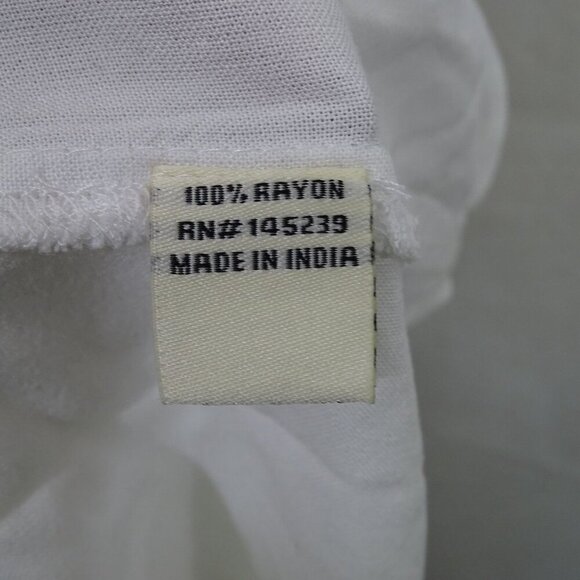 100% RAYON
RN# 145239
MADE IN INDIA